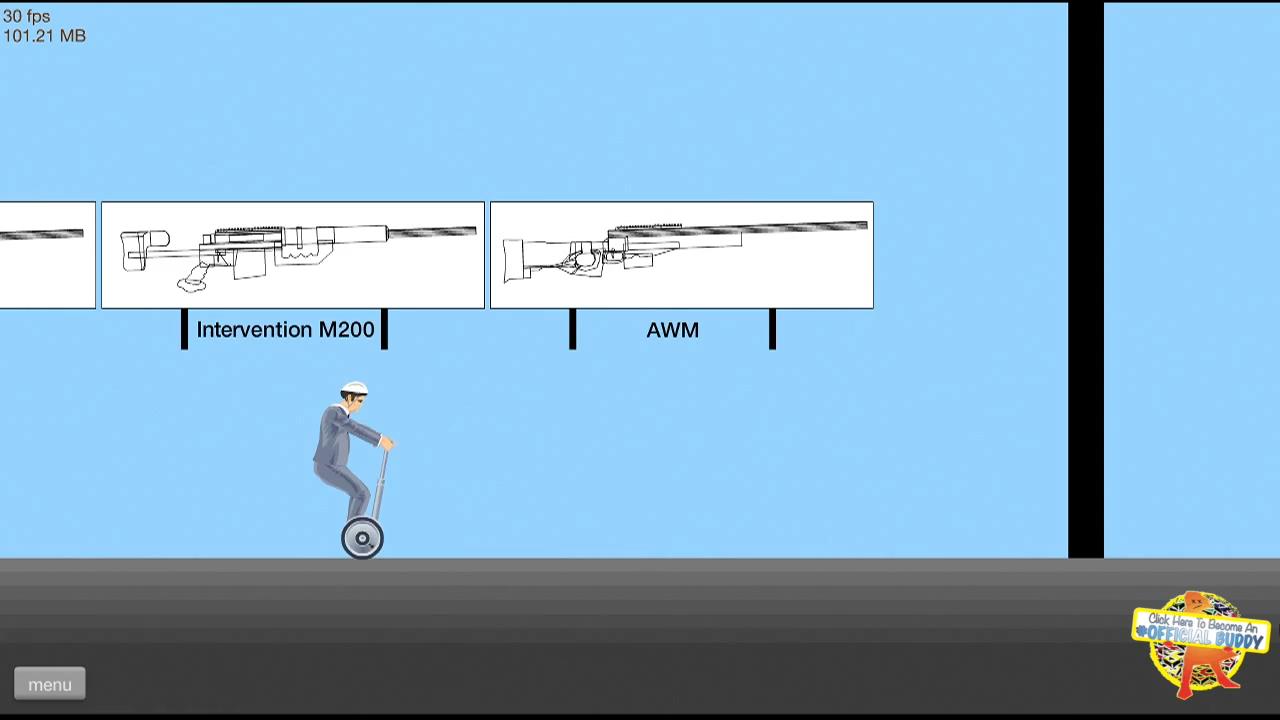 30 fps
101.21 MB
Intervention M200
AWM
Click Here To Become An
#OFFICIAL BUDDY
menu